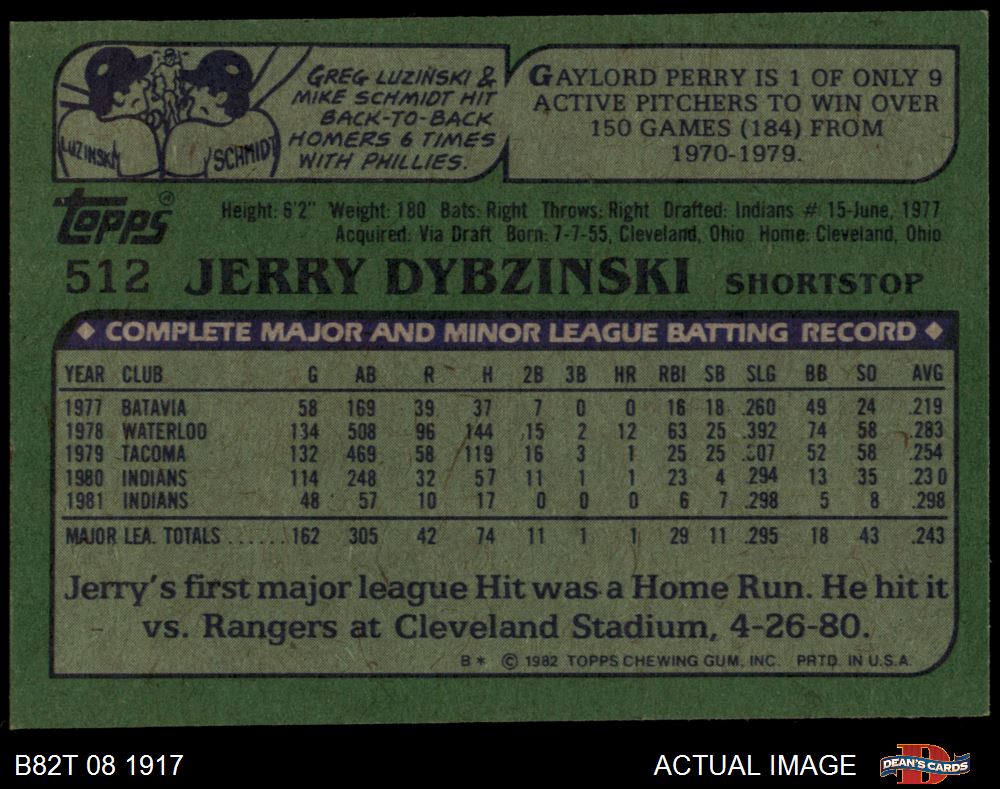 GREG LUZINSKI &
MIKE SCHMIDT HIT
BACK-TO-BACK
HOMERS 6 TIMES
WITH PHILLIES.
LUZINSKI
SCHMIDT
GAYLORD PERRY IS 1 OF ONLY 9
ACTIVE PITCHERS TO WIN OVER
150 GAMES (184) FROM
1970-1979.
Topps®
Height: 6'2" Weight: 180 Bats: Right Throws: Right Drafted: Indians # 15-June, 1977
Acquired: Via Draft Born: 7-7-55, Cleveland, Ohio Home: Cleveland, Ohio
512 JERRY DYBZINSKI SHORTSTOP
◆ COMPLETE MAJOR AND MINOR LEAGUE BATTING RECORD ◆
YEAR CLUB G AB R H 2B 3B HR RBI SB SLG BB SO AVG
1977 BATAVIA 58 169 39 37 7 0 0 16 18 .260 49 24 .219
1978 WATERLOO 134 508 96 144 15 2 12 63 25 .392 74 58 .283
1979 TACOMA 132 469 58 119 16 3 1 25 25 .307 52 58 .254
1980 INDIANS 114 248 32 57 11 1 1 23 4 .294 13 35 .230
1981 INDIANS 48 57 10 17 0 0 0 6 7 .298 5 8 .298
MAJOR LEA. TOTALS ...... 162 305 42 74 11 1 1 29 11 .295 18 43 .243
Jerry's first major league Hit was a Home Run. He hit it
vs. Rangers at Cleveland Stadium, 4-26-80.
B* © 1982 TOPPS CHEWING GUM, INC. PRTD. IN U.S.A.
B82T 08 1917 ACTUAL IMAGE DEAN'S CARDS